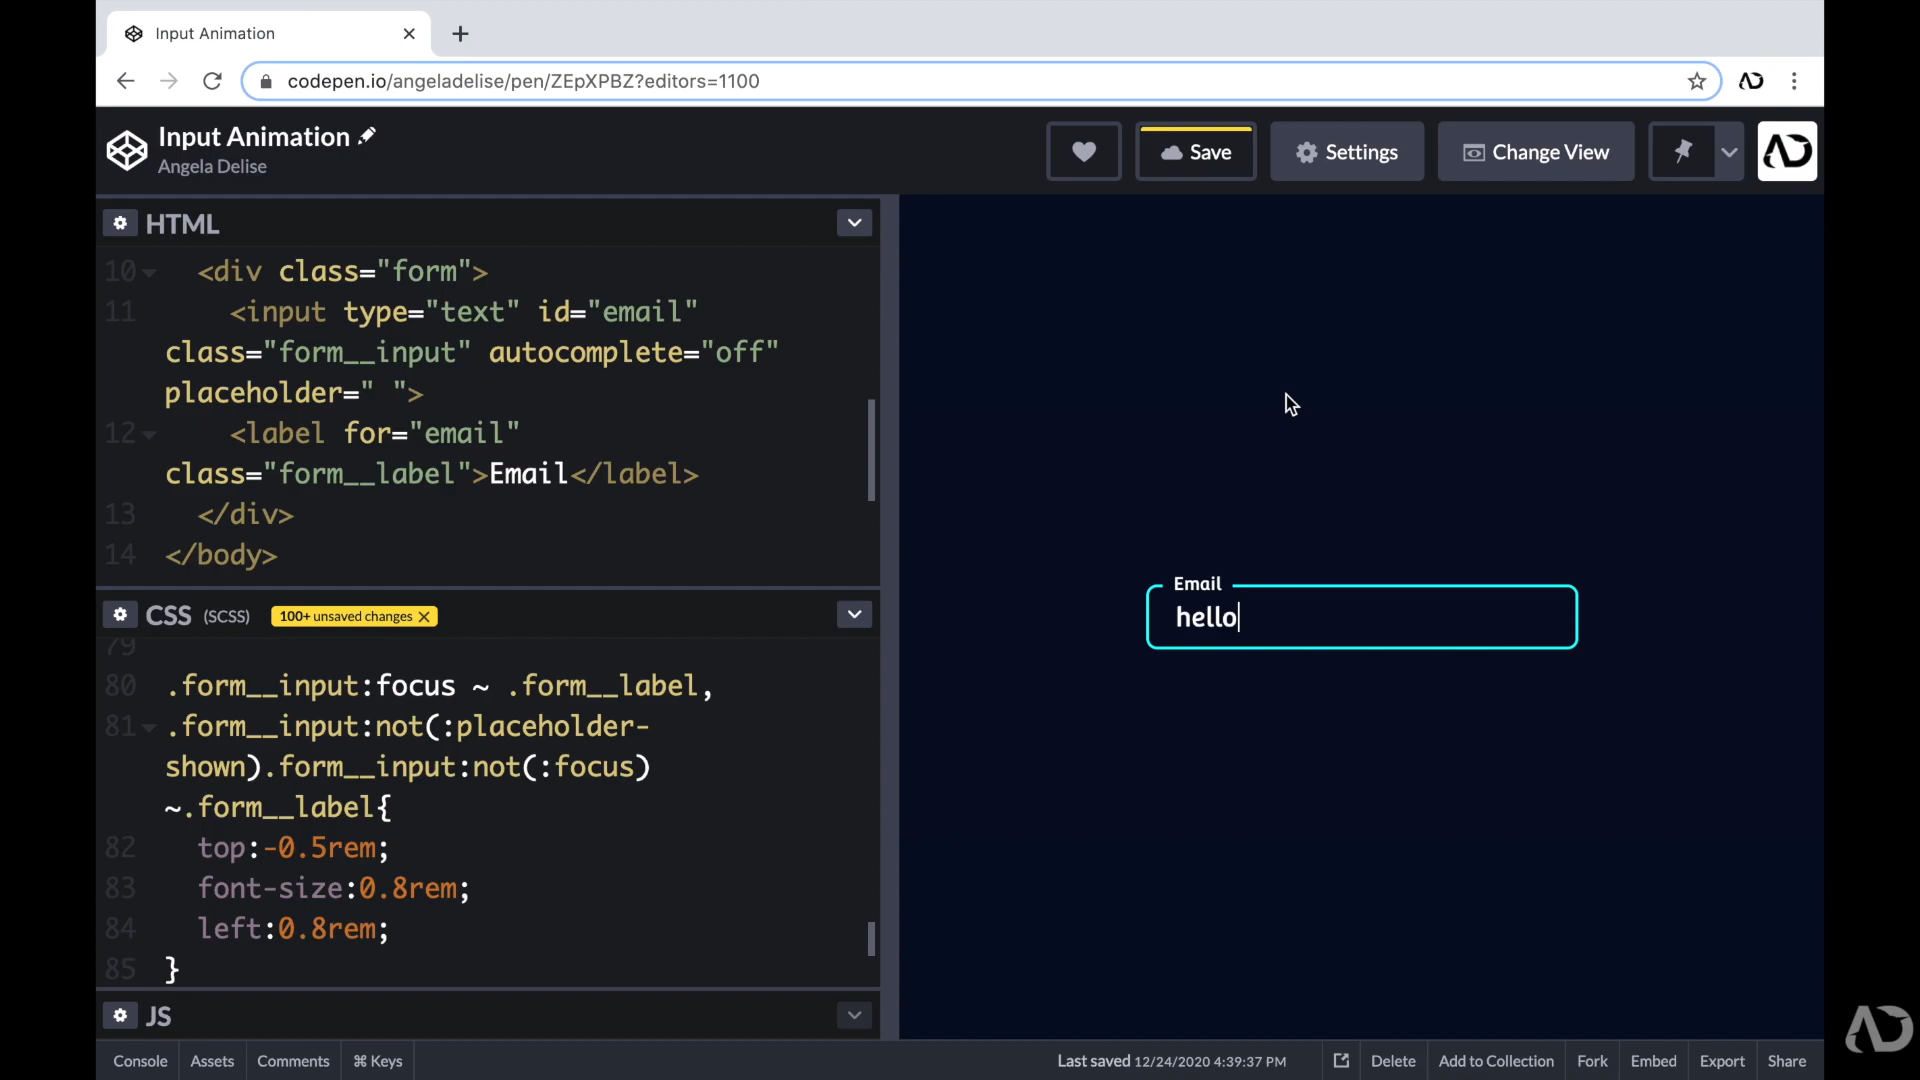 Input Animation
codepen.io/angeladelise/pen/ZEpXPBZ?editors=1100
Input Animation
Angela Delise
Save
Settings
Change View
HTML
10 <div class="form">
11 <input type="text" id="email"
class="form__input" autocomplete="off"
placeholder=" ">
12 <label for="email"
class="form__label">Email</label>
13 </div>
14 </body>
CSS (SCSS) 100+ unsaved changes
79
80 .form__input:focus ~ .form__label,
81 .form__input:not(:placeholder-
shown).form__input:not(:focus)
~.form__label{
82 top:-0.5rem;
83 font-size:0.8rem;
84 left:0.8rem;
85 }
JS
Email
hello
Console Assets Comments ⌘ Keys
Last saved 12/24/2020 4:39:37 PM Delete Add to Collection Fork Embed Export Share